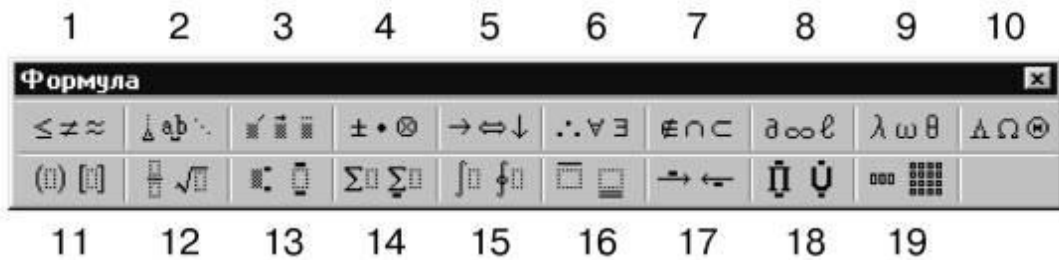 1 2 3 4 5 6 7 8 9 10
Формула
≤ ≠ ≈ ab ± • ⊗ → ⇔ ↓ ∴ ∀ ∃ ∉ ∩ ⊂ ∂ ∞ ℓ λ ω θ Λ Ω Θ
() [] √ Σ Σ ∫ ∮ → ← Π Ů
11 12 13 14 15 16 17 18 19